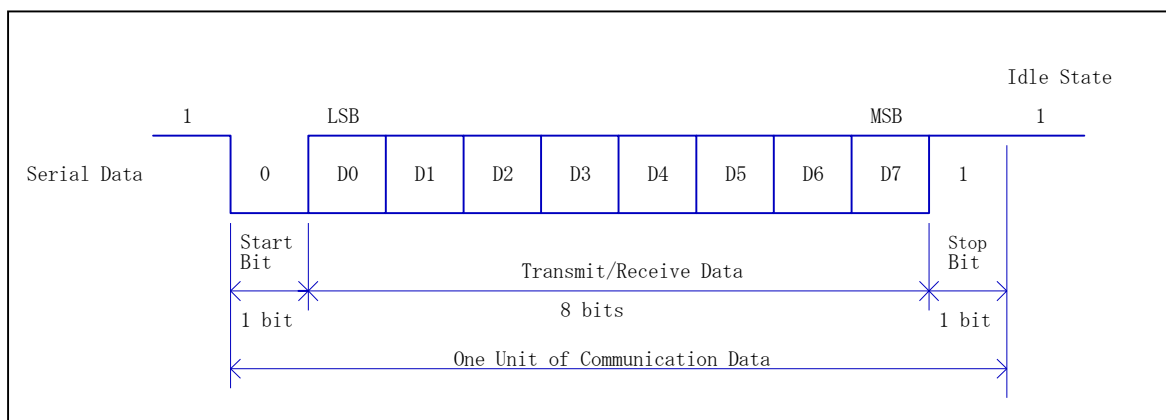 Idle State
1 LSB MSB 1
Serial Data 0 D0 D1 D2 D3 D4 D5 D6 D7 1
Start
Bit
Stop
Bit
Transmit/Receive Data
1 bit 8 bits 1 bit
One Unit of Communication Data